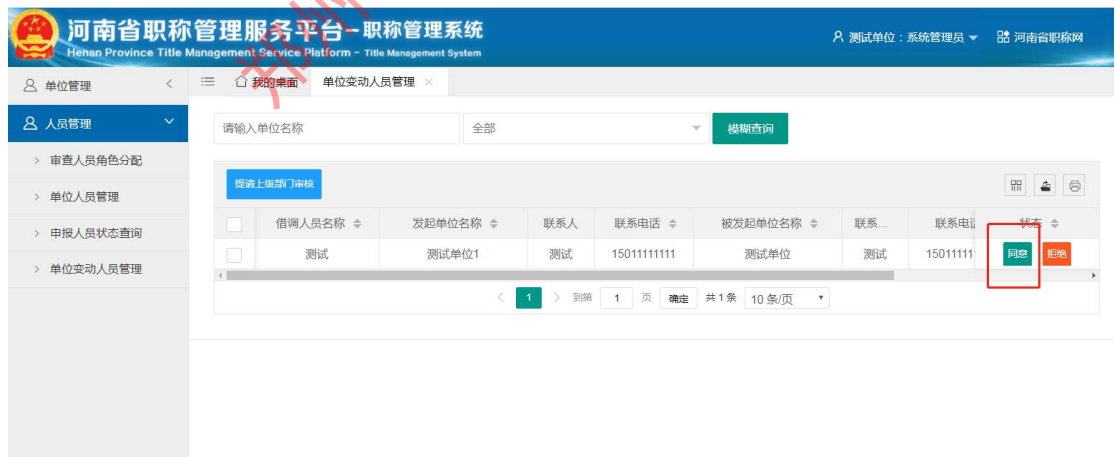 河南省职称管理服务平台-职称管理系统
Henan Province Title Management Service Platform - Title Management System
测试单位：系统管理员
河南省职称网
单位管理
我的桌面
单位变动人员管理
人员管理
请输入单位名称
全部
模糊查询
审查人员角色分配
单位人员管理
申报人员状态查询
单位变动人员管理
提请上级部门审核
借调人员名称 发起单位名称 联系人 联系电话 被发起单位名称 联系... 联系电话 状态
测试 测试单位1 测试 15011111111 测试单位 测试 15011111 同意 拒绝
1 到第 1 页 确定 共1条 10条/页